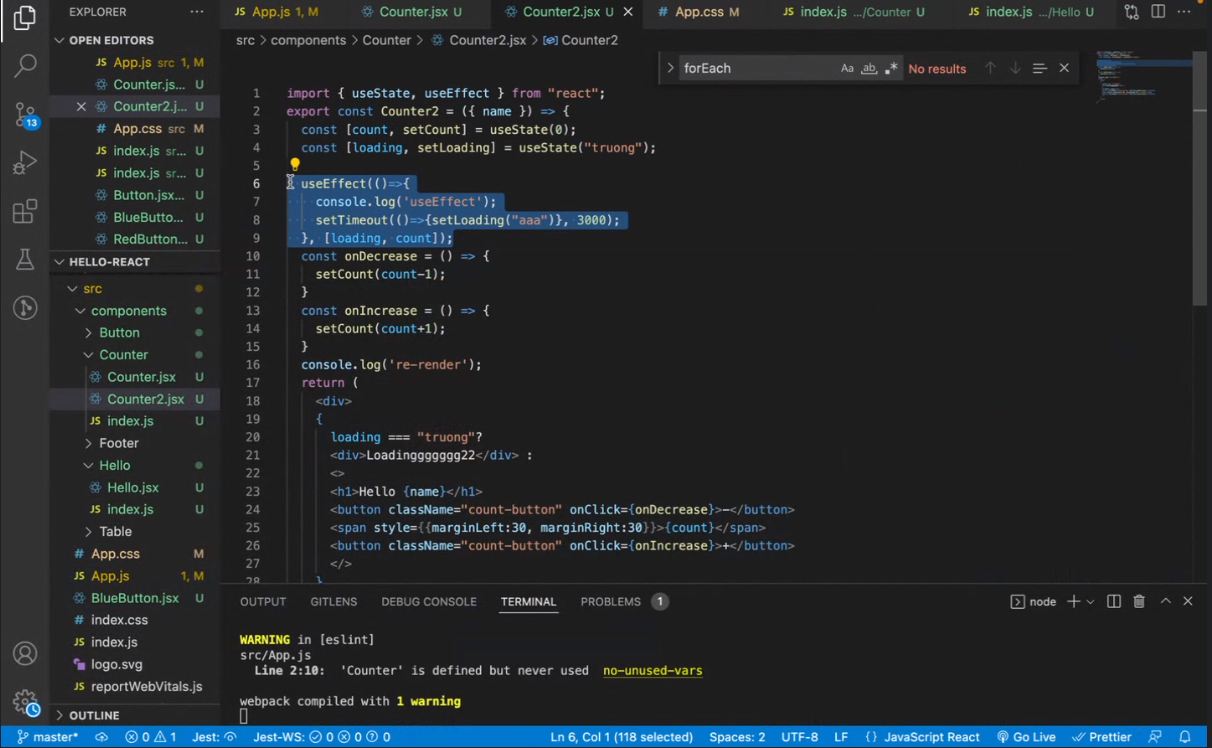 EXPLORER ...
OPEN EDITORS
App.js src 1, M
Counter.js... U
Counter2.j... U
App.css src M
index.js sr... U
index.js sr... U
Button.jsx... U
BlueButto... U
RedButton... U
HELLO-REACT
src
components
Button
Counter
Counter.jsx U
Counter2.jsx U
index.js U
Footer
Hello
Hello.jsx U
index.js U
Table
App.css M
App.js 1, M
BlueButton.jsx U
index.css
index.js
logo.svg
reportWebVitals.js
OUTLINE
13
App.js 1, M Counter.jsx U Counter2.jsx U App.css M index.js .../Counter U index.js .../Hello U ...
src > components > Counter > Counter2.jsx > Counter2
forEach Aa ab No results
1 import { useState, useEffect } from "react";
2 export const Counter2 = ({ name }) => {
3 const [count, setCount] = useState(0);
4 const [loading, setLoading] = useState("truong");
5
6 useEffect(()=>{
7 console.log('useEffect');
8 setTimeout(()=>{setLoading("aaa")}, 3000);
9 }, [loading, count]);
10 const onDecrease = () => {
11 setCount(count-1);
12 }
13 const onIncrease = () => {
14 setCount(count+1);
15 }
16 console.log('re-render');
17 return (
18 <div>
19 {
20 loading === "truong"?
21 <div>Loadinggggggg22</div> :
22 <>
23 <h1>Hello {name}</h1>
24 <button className="count-button" onClick={onDecrease}>-</button>
25 <span style={{marginLeft:30, marginRight:30}}>{count}</span>
26 <button className="count-button" onClick={onIncrease}>+</button>
27 </>
28 }
OUTPUT GITLENS DEBUG CONSOLE TERMINAL PROBLEMS 1 node
WARNING in [eslint]
src/App.js
Line 2:10: 'Counter' is defined but never used no-unused-vars
webpack compiled with 1 warning
master* 0 1 Jest: Jest-WS: 0 0 0 Ln 6, Col 1 (118 selected) Spaces: 2 UTF-8 LF {} JavaScript React Go Live Prettier